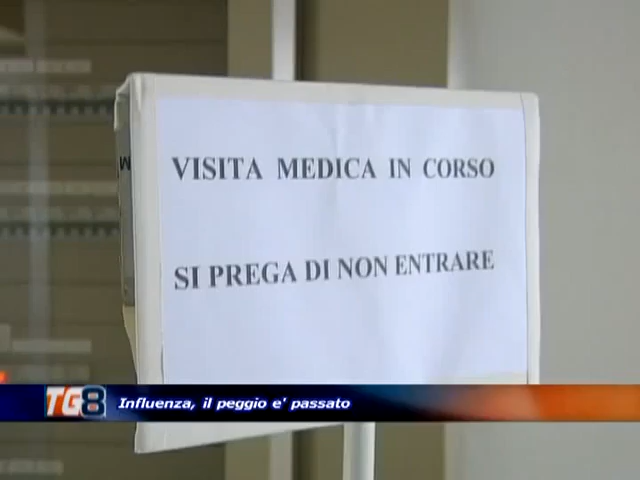 VISITA MEDICA IN CORSO
SI PREGA DI NON ENTRARE
M
TG8 Influenza, il peggio e' passato